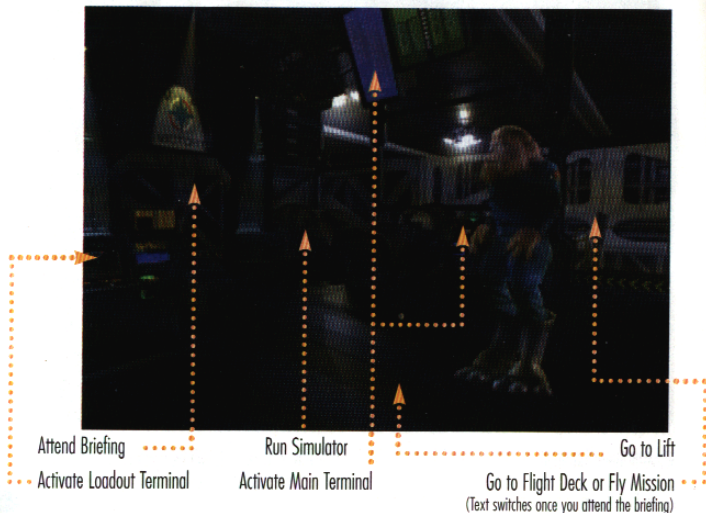 Attend Briefing
Run Simulator
Go to Lift
Activate Loadout Terminal
Activate Main Terminal
Go to Flight Deck or Fly Mission
(Text switches once you attend the briefing)